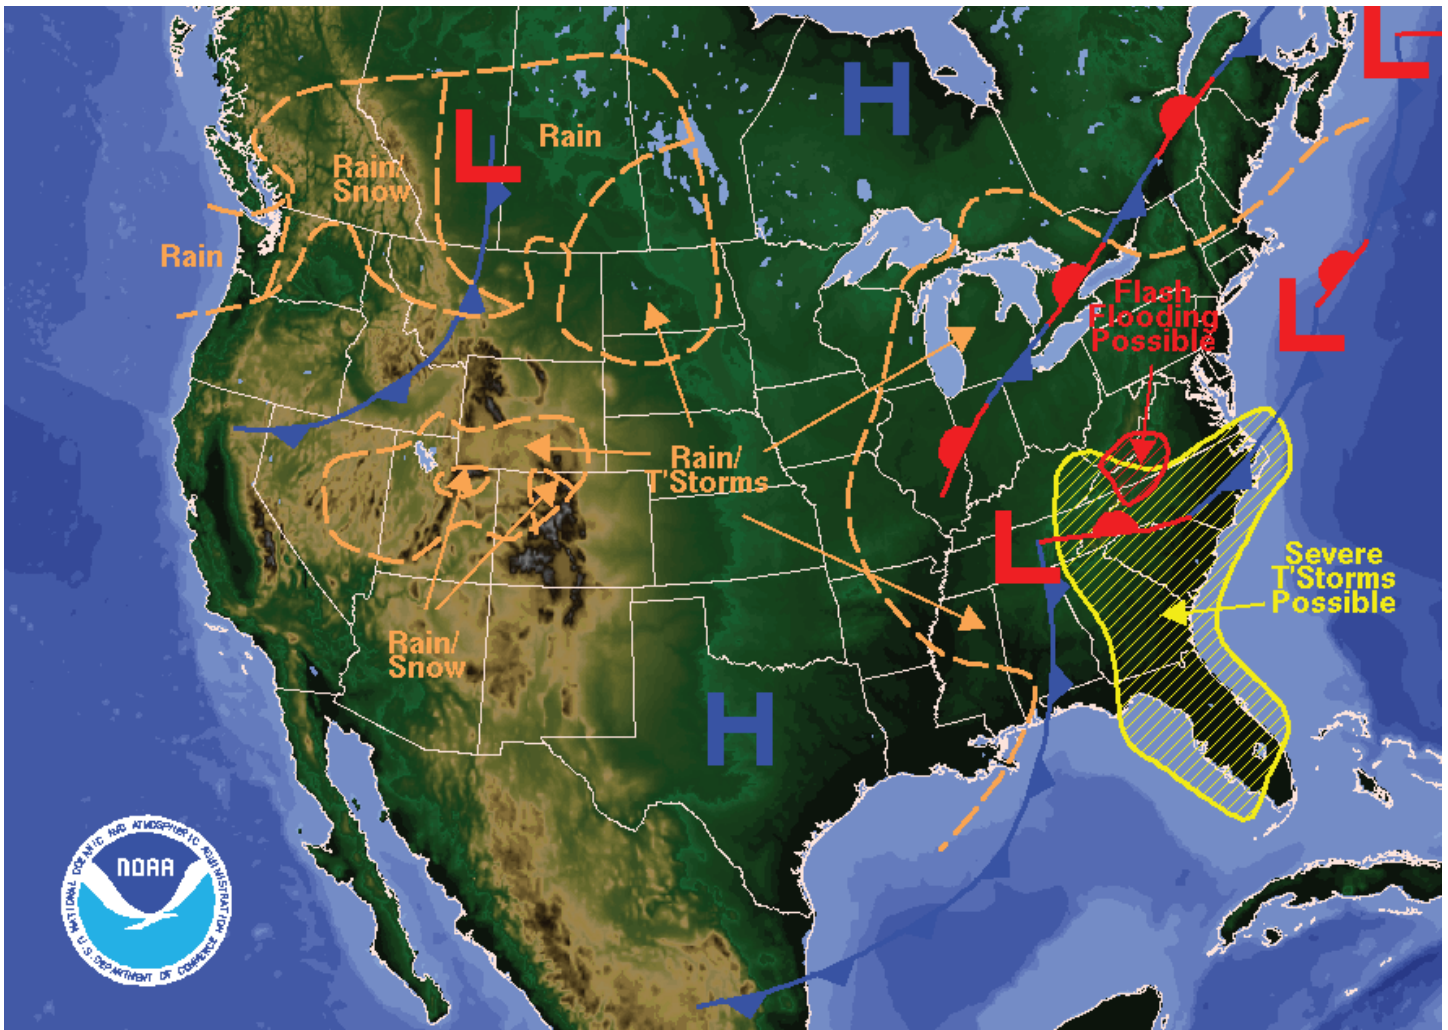 L
H
Rain
Rain/
Snow
L
Rain
Flash
Flooding
Possible
L
Rain/
T'Storms
L
Severe
T'Storms
Possible
Rain/
Snow
H
NATIONAL OCEANIC AND ATMOSPHERIC ADMINISTRATION
NOAA
U.S. DEPARTMENT OF COMMERCE